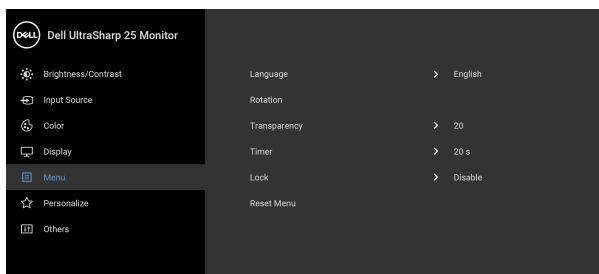 DELL Dell UltraSharp 25 Monitor
Brightness/Contrast
Input Source
Color
Display
Menu
Personalize
Others
Language > English
Rotation
Transparency > 20
Timer > 20 s
Lock > Disable
Reset Menu